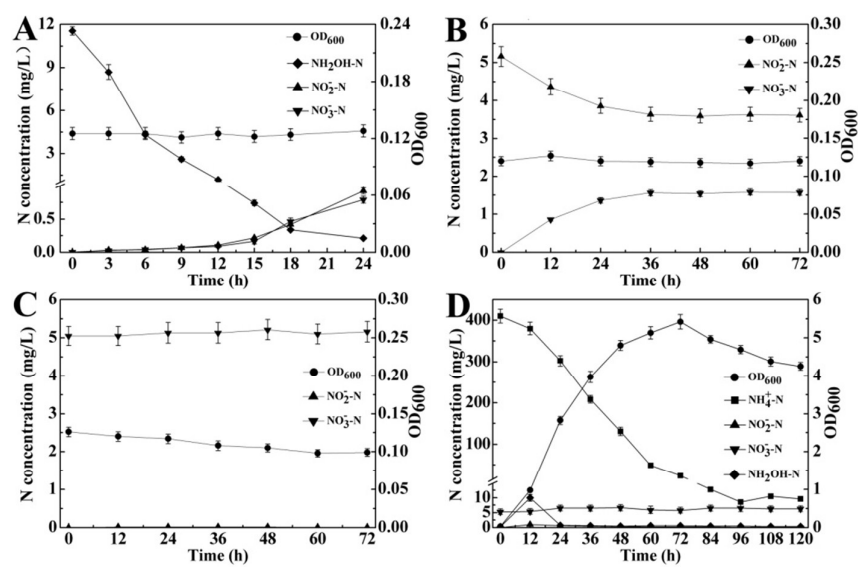 A
N concentration (mg/L)
12
9
6
3
0.5
0.0
OD600
NH2OH-N
NO2⁻-N
NO3⁻-N
0.24
0.18
0.12
0.06
0.00
OD600
0 3 6 9 12 15 18 21 24
Time (h)
B
N concentration (mg/L)
6
5
4
3
2
1
0
OD600
NO2⁻-N
NO3⁻-N
0.30
0.25
0.20
0.15
0.10
0.05
0.00
OD600
0 12 24 36 48 60 72
Time (h)
C
N concentration (mg/L)
6
5
4
3
2
1
0
OD600
NO2⁻-N
NO3⁻-N
0.30
0.25
0.20
0.15
0.10
0.05
0.00
OD600
0 12 24 36 48 60 72
Time (h)
D
N concentration (mg/L)
400
300
200
100
10
5
0
OD600
NH4⁺-N
NO2⁻-N
NO3⁻-N
NH2OH-N
6
5
4
3
2
1
0
OD600
0 12 24 36 48 60 72 84 96 108 120
Time (h)